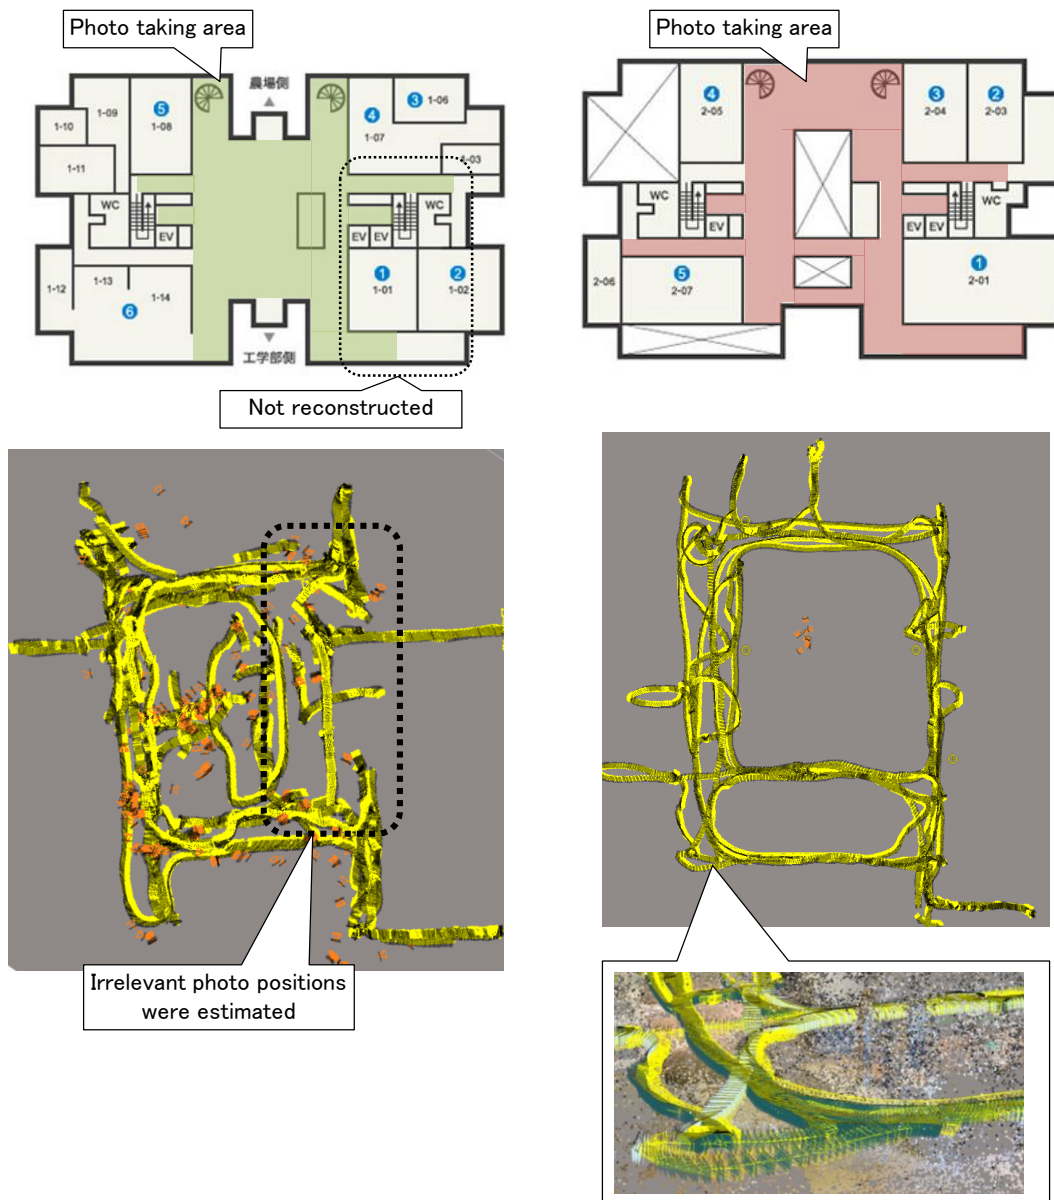 Photo taking area
農場側
1-09
1-10
1-11
5
1-08
WC
EV
1-12
1-13
1-14
6
4
1-07
3
1-06
1-03
EV
EV
WC
1
1-01
2
1-02
工学部側
Not reconstructed
Photo taking area
4
2-05
3
2-04
2
2-03
WC
EV
EV
EV
WC
2-06
5
2-07
1
2-01
Irrelevant photo positions
were estimated